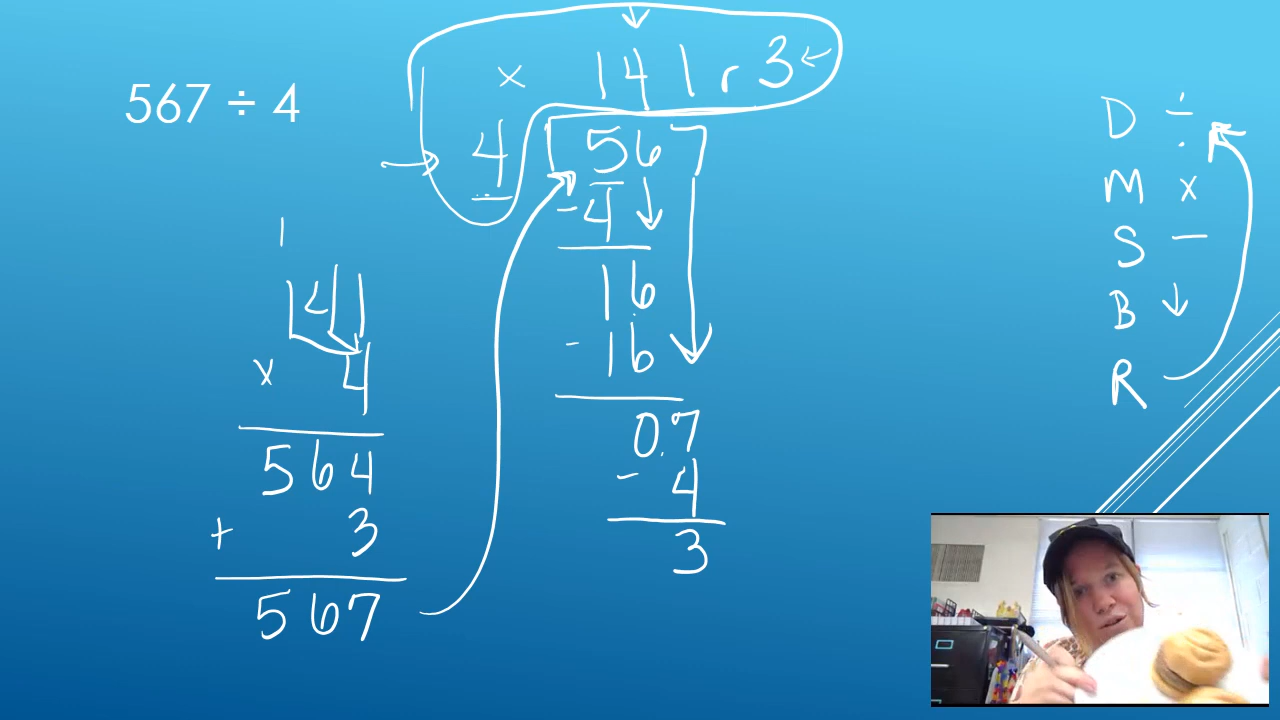 567 ÷ 4
x 141 r 3
4 567
- 4
16
- 16
07
- 4
3
1
141
x 4
564
+ 3
567
D ÷
M x
S —
B ↓
R